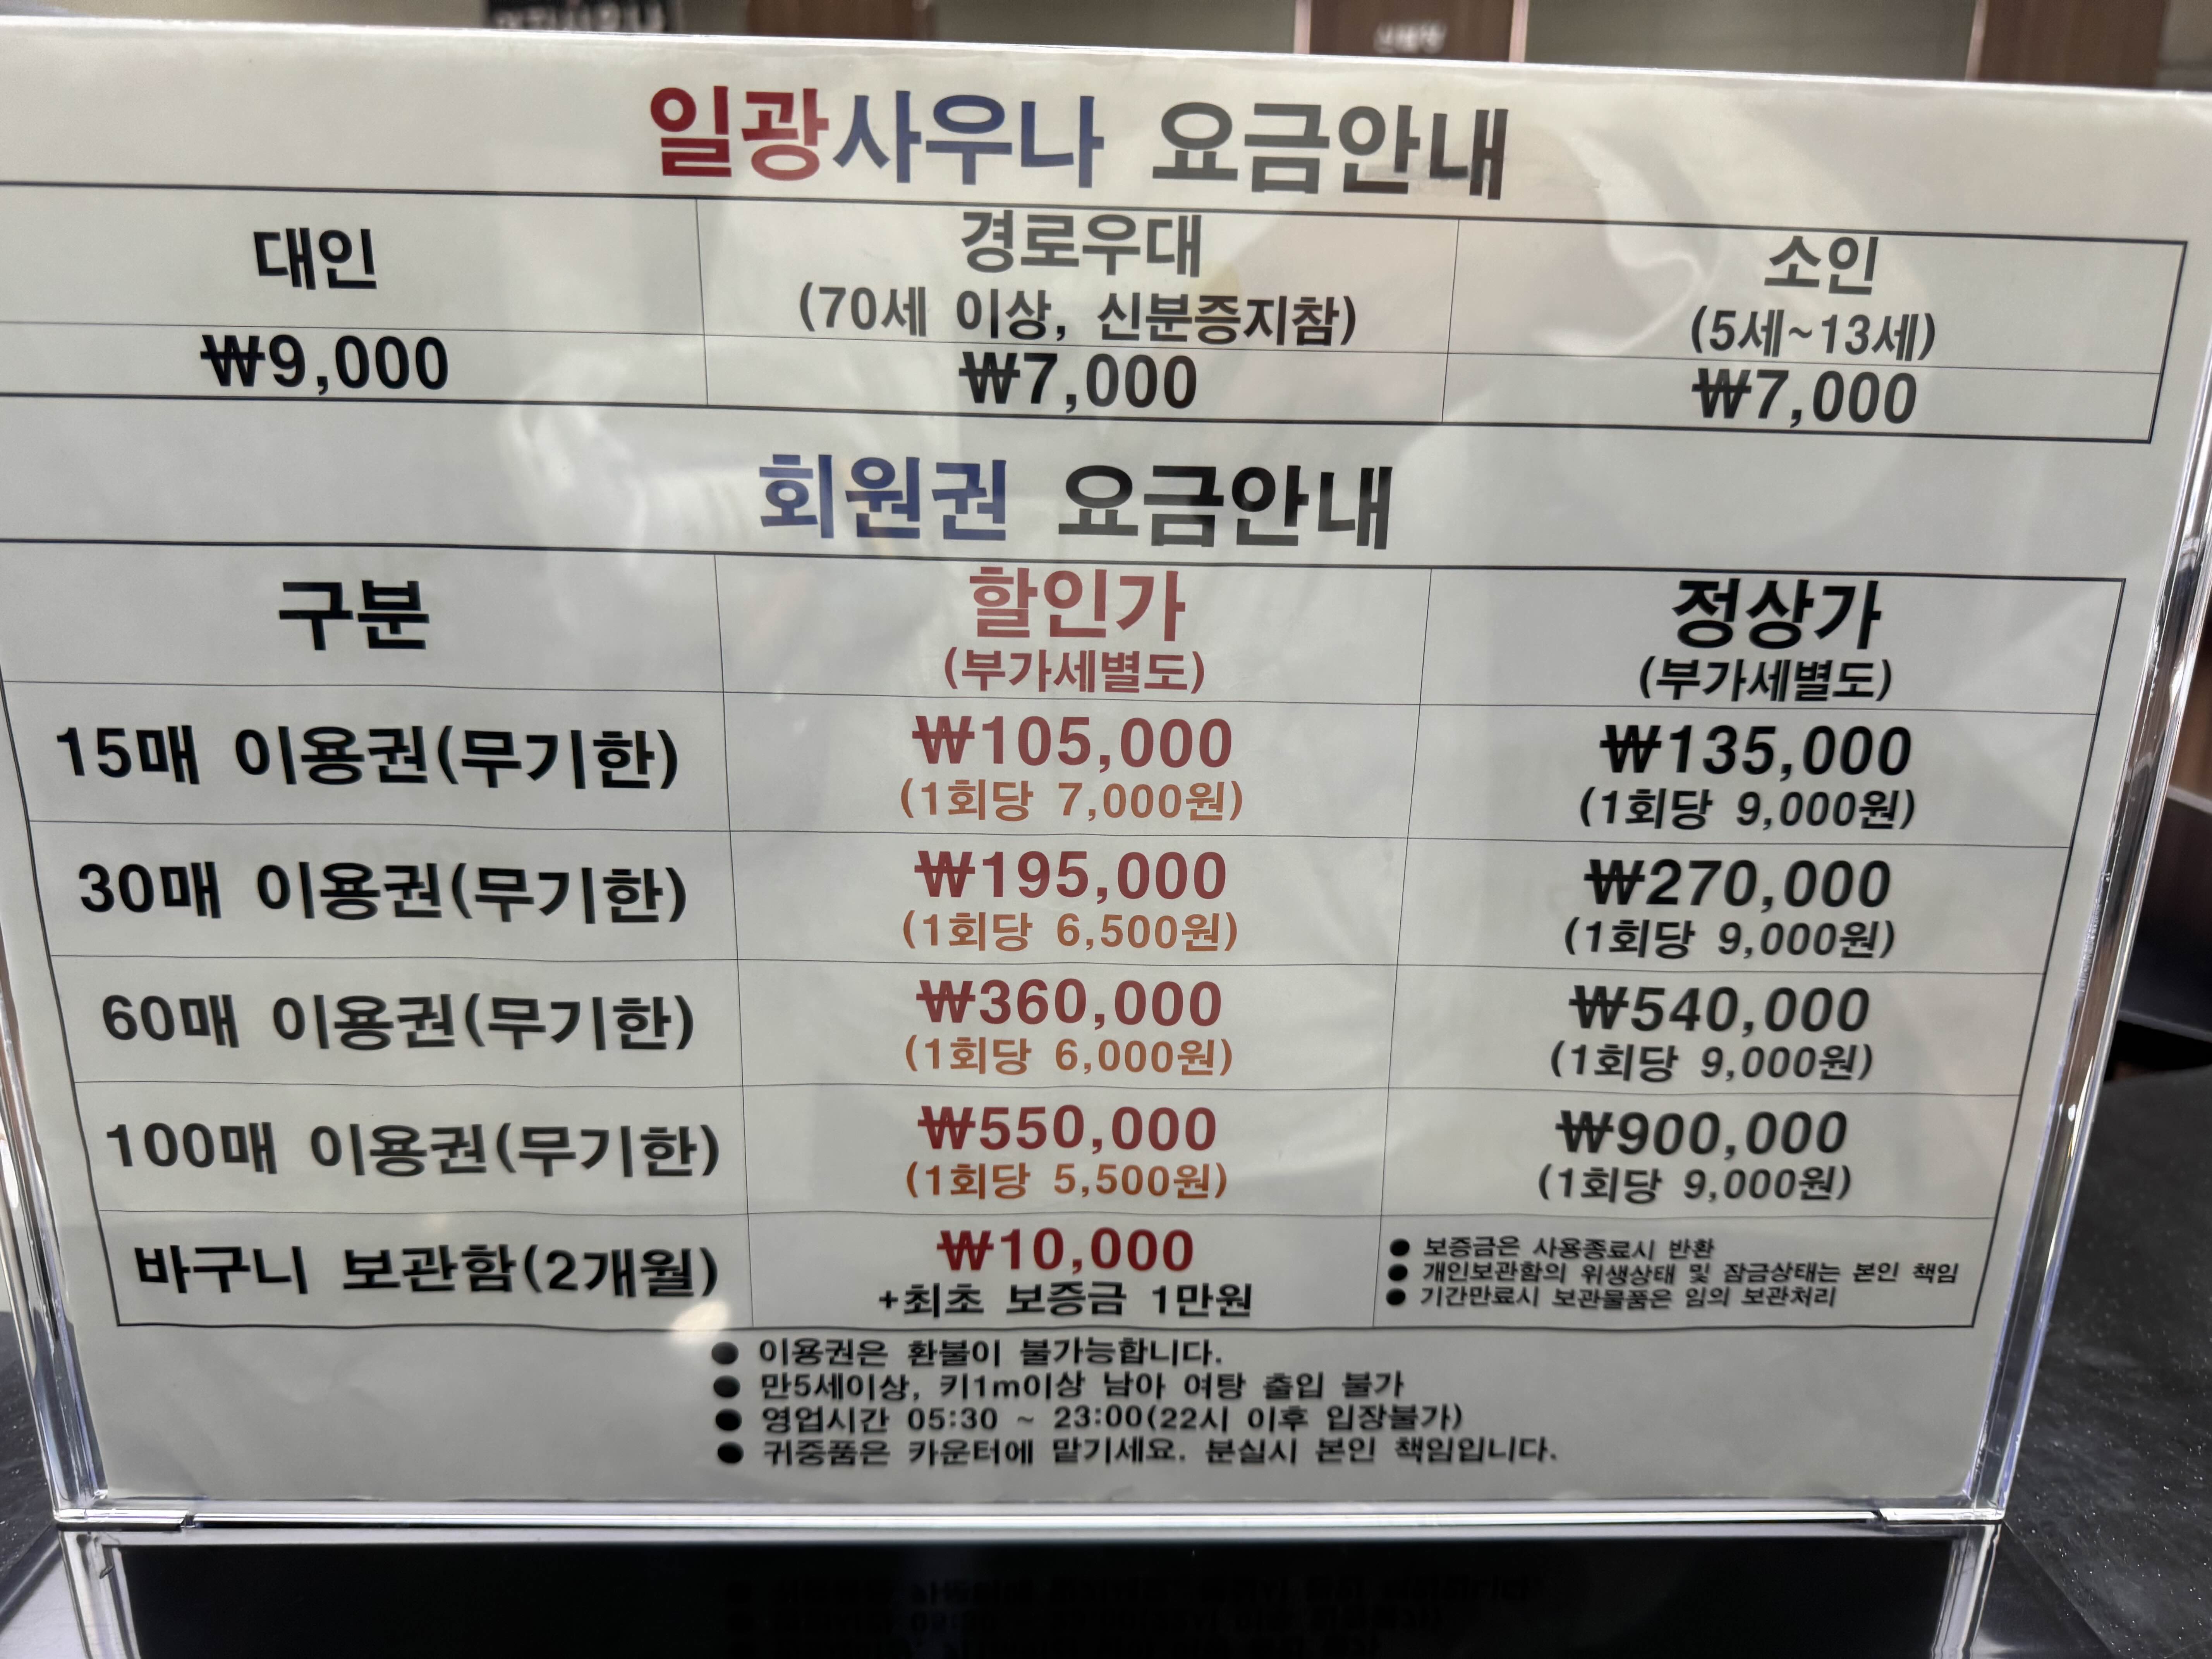 일광사우나 요금안내
대인
경로우대
(70세 이상, 신분증지참)
소인
(5세~13세)
₩9,000
₩7,000
₩7,000
회원권 요금안내
구분
할인가
(부가세별도)
정상가
(부가세별도)
15매 이용권(무기한)
₩105,000
(1회당 7,000원)
₩135,000
(1회당 9,000원)
30매 이용권(무기한)
₩195,000
(1회당 6,500원)
₩270,000
(1회당 9,000원)
60매 이용권(무기한)
₩360,000
(1회당 6,000원)
₩540,000
(1회당 9,000원)
100매 이용권(무기한)
₩550,000
(1회당 5,500원)
₩900,000
(1회당 9,000원)
바구니 보관함(2개월)
₩10,000
+최초 보증금 1만원
● 보증금은 사용종료시 반환
● 개인보관함의 위생상태 및 잠금상태는 본인 책임
● 기간만료시 보관물품은 임의 보관처리
● 이용권은 환불이 불가능합니다.
● 만5세이상, 키1m이상 남아 여탕 출입 불가
● 영업시간 05:30 ~ 23:00(22시 이후 입장불가)
● 귀중품은 카운터에 맡기세요. 분실시 본인 책임입니다.